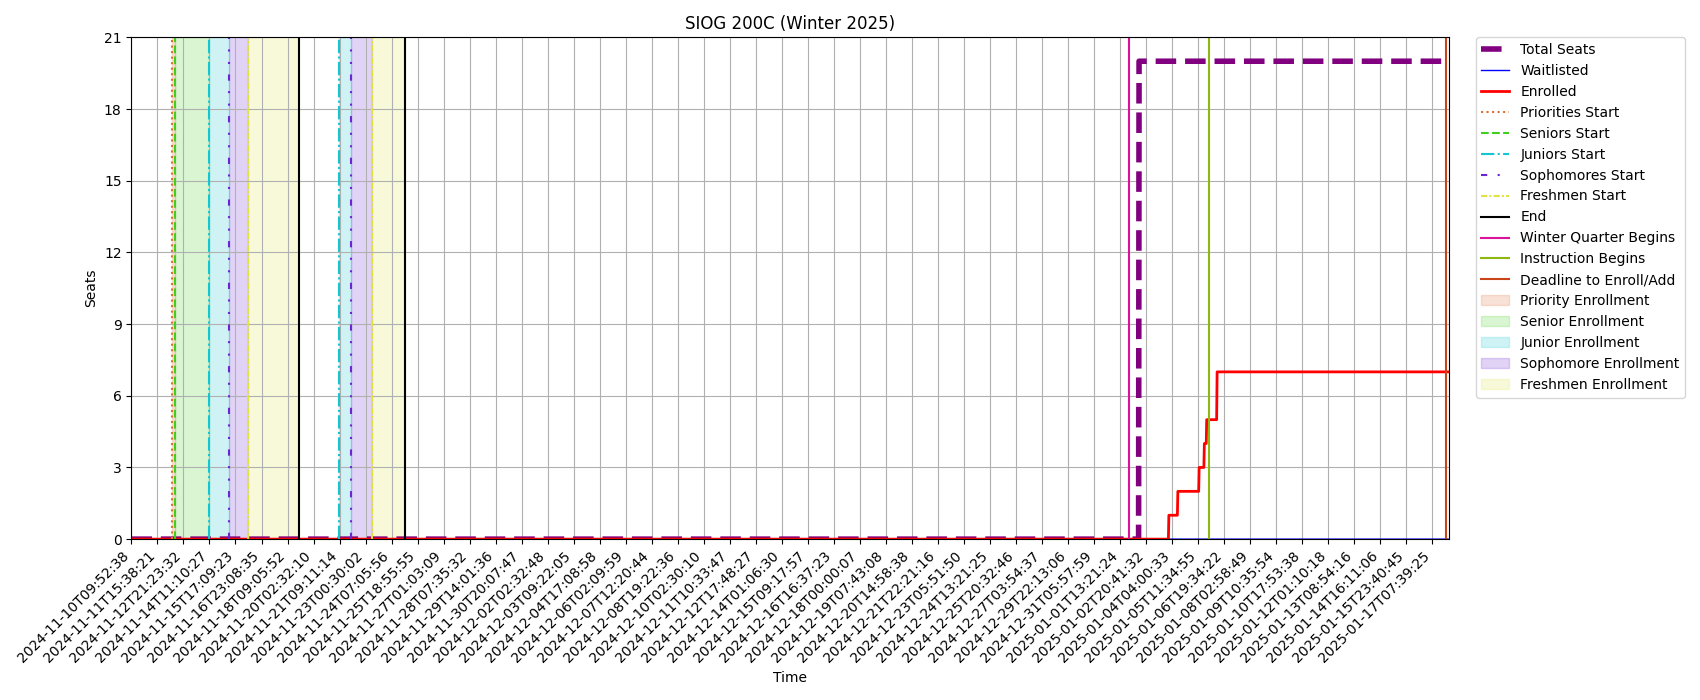 SIOG 200C (Winter 2025)
21
18
15
12
9
6
3
0
Seats
2024-11-10T09:52:38
2024-11-11T15:38:21
2024-11-12T21:23:32
2024-11-14T11:10:27
2024-11-15T17:09:23
2024-11-16T23:08:35
2024-11-18T09:05:52
2024-11-20T02:32:10
2024-11-21T09:11:14
2024-11-23T00:30:02
2024-11-24T07:05:56
2024-11-25T18:55:55
2024-11-27T01:03:09
2024-11-28T07:35:32
2024-11-29T14:01:36
2024-11-30T20:07:47
2024-12-02T02:32:48
2024-12-03T09:22:05
2024-12-04T17:08:58
2024-12-06T02:09:59
2024-12-07T12:20:44
2024-12-08T19:22:36
2024-12-10T02:30:10
2024-12-11T10:33:47
2024-12-12T17:48:27
2024-12-14T01:06:30
2024-12-15T09:17:57
2024-12-16T16:37:23
2024-12-18T00:00:07
2024-12-19T07:43:08
2024-12-20T14:58:38
2024-12-21T22:21:16
2024-12-23T05:51:50
2024-12-24T13:21:25
2024-12-25T20:32:46
2024-12-27T03:54:37
2024-12-29T22:13:06
2024-12-31T05:57:59
2025-01-01T13:21:24
2025-01-02T20:41:32
2025-01-04T04:00:33
2025-01-05T11:34:55
2025-01-06T19:34:22
2025-01-08T02:58:49
2025-01-09T10:35:54
2025-01-10T17:53:38
2025-01-12T01:10:18
2025-01-13T08:54:16
2025-01-14T16:11:06
2025-01-15T23:40:45
2025-01-17T07:39:25
Time
Total Seats
Waitlisted
Enrolled
Priorities Start
Seniors Start
Juniors Start
Sophomores Start
Freshmen Start
End
Winter Quarter Begins
Instruction Begins
Deadline to Enroll/Add
Priority Enrollment
Senior Enrollment
Junior Enrollment
Sophomore Enrollment
Freshmen Enrollment